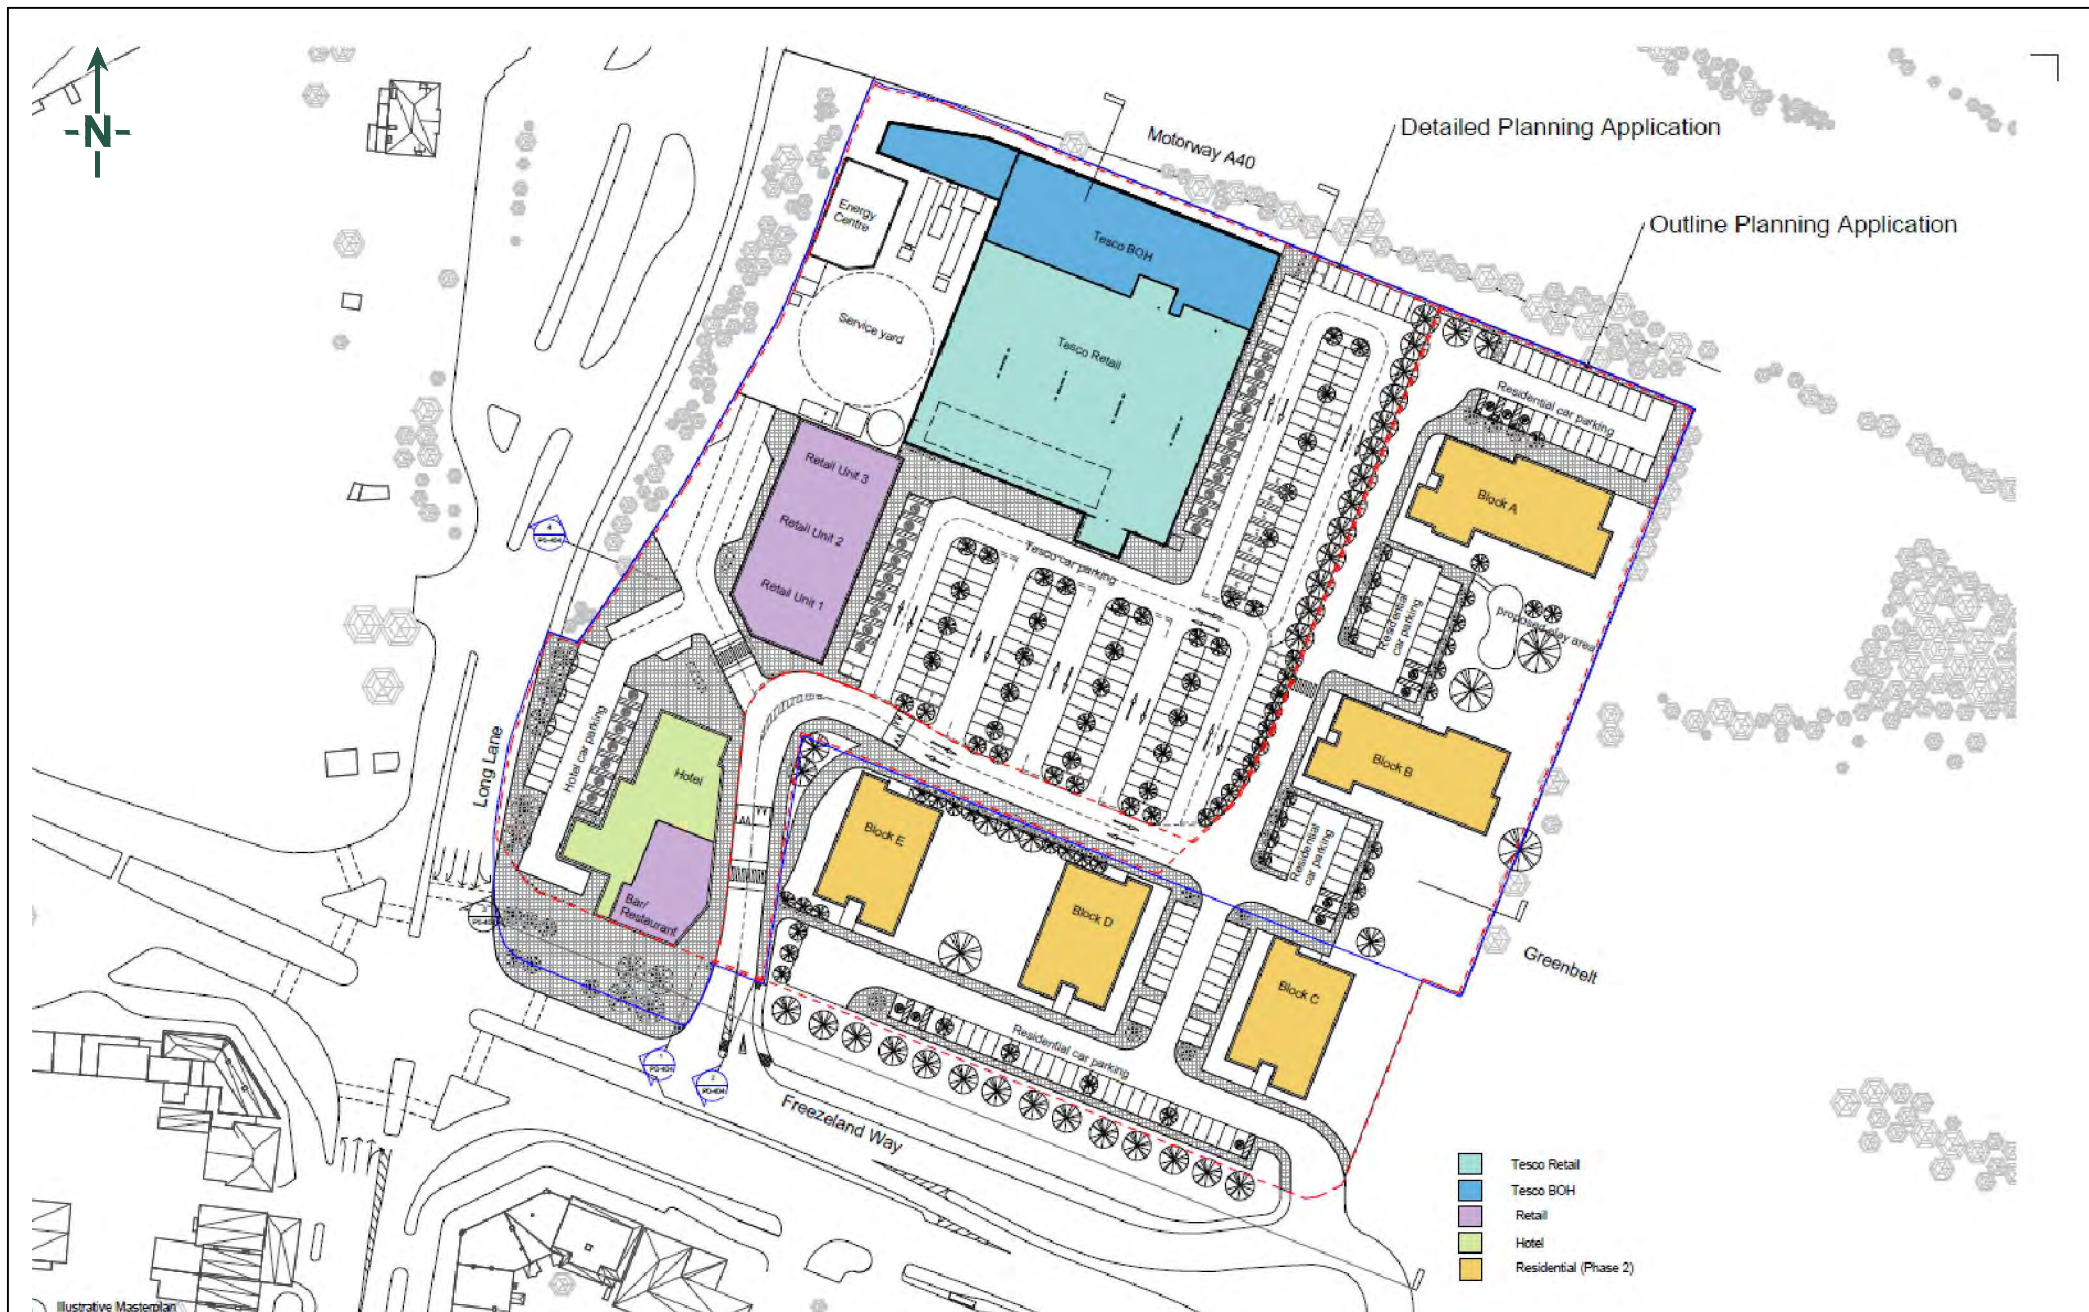 N
Motorway A40
Detailed Planning Application
Outline Planning Application
Energy
Centre
Tesco BOH
Service yard
Tesco Retail
Residential car parking
Retail Unit 3
Retail Unit 2
Retail Unit 1
Block A
Tesco car parking
Residential
car parking
proposed play area
Long Lane
Hotel car parking
Hotel
Bar/
Restaurant
Block B
Block E
Residential
car parking
Block D
Block C
Greenbelt
Residential car parking
Freezeland Way
Tesco Retail
Tesco BOH
Retail
Hotel
Residential (Phase 2)
Illustrative Masterplan